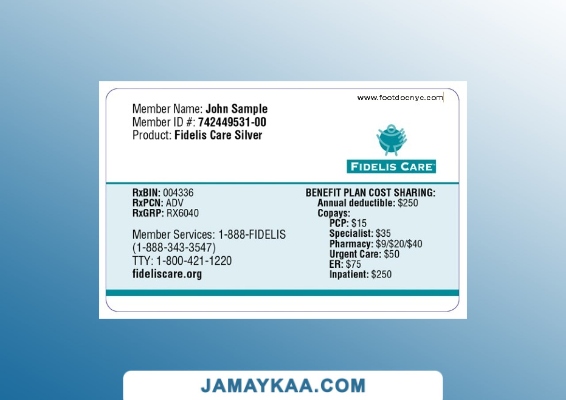 www.footdocnyc.com
Member Name: John Sample
Member ID #: 742449531-00
Product: Fidelis Care Silver
FIDELIS CARE
RxBIN: 004336
RxPCN: ADV
RxGRP: RX6040
Member Services: 1-888-FIDELIS
(1-888-343-3547)
TTY: 1-800-421-1220
fideliscare.org
BENEFIT PLAN COST SHARING:
Annual deductible: $250
Copays:
PCP: $15
Specialist: $35
Pharmacy: $9/$20/$40
Urgent Care: $50
ER: $75
Inpatient: $250
JAMAYKAA.COM